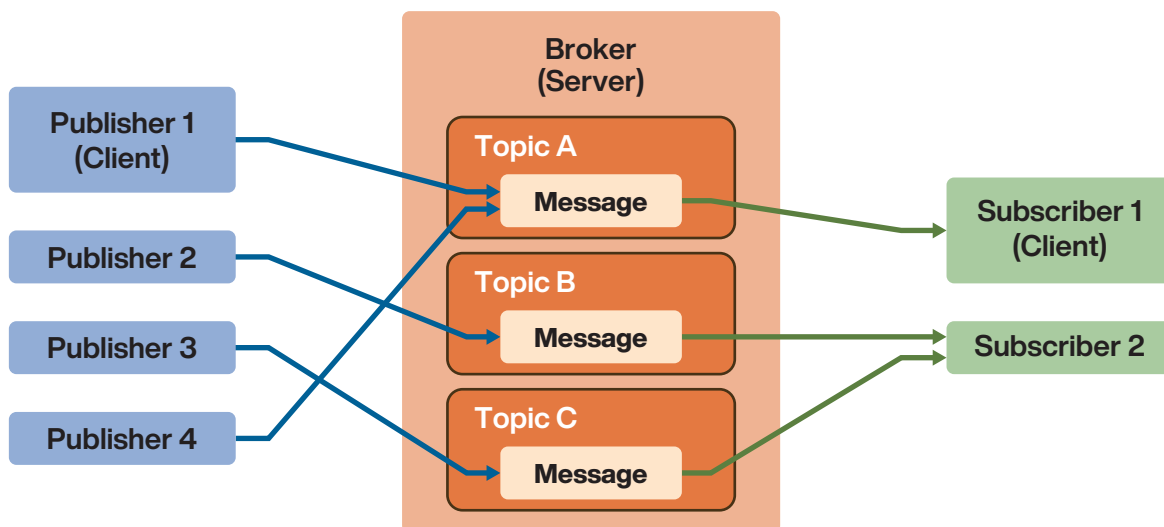 Broker
(Server)
Publisher 1
(Client)
Publisher 2
Publisher 3
Publisher 4
Topic A
Message
Topic B
Message
Topic C
Message
Subscriber 1
(Client)
Subscriber 2